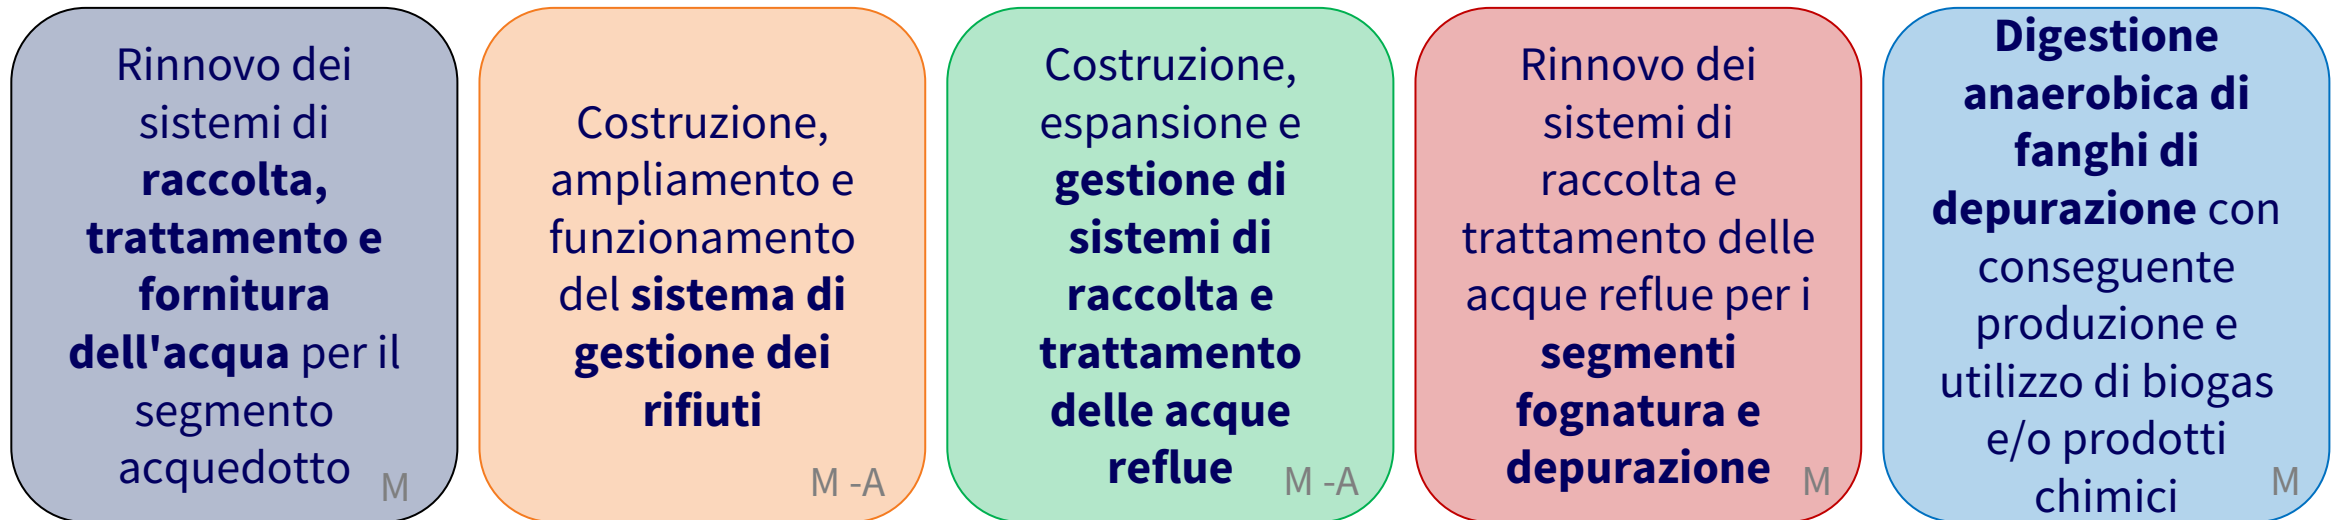 Rinnovo dei
sistemi di
raccolta,
trattamento e
fornitura
dell'acqua per il
segmento
acquedotto
M
Costruzione,
ampliamento e
funzionamento
del sistema di
gestione dei
rifiuti
M -A
Costruzione,
espansione e
gestione di
sistemi di
raccolta e
trattamento
delle acque
reflue
M -A
Rinnovo dei
sistemi di
raccolta e
trattamento delle
acque reflue per i
segmenti
fognatura e
depurazione
M
Digestione
anaerobica di
fanghi di
depurazione con
conseguente
produzione e
utilizzo di biogas
e/o prodotti
chimici
M